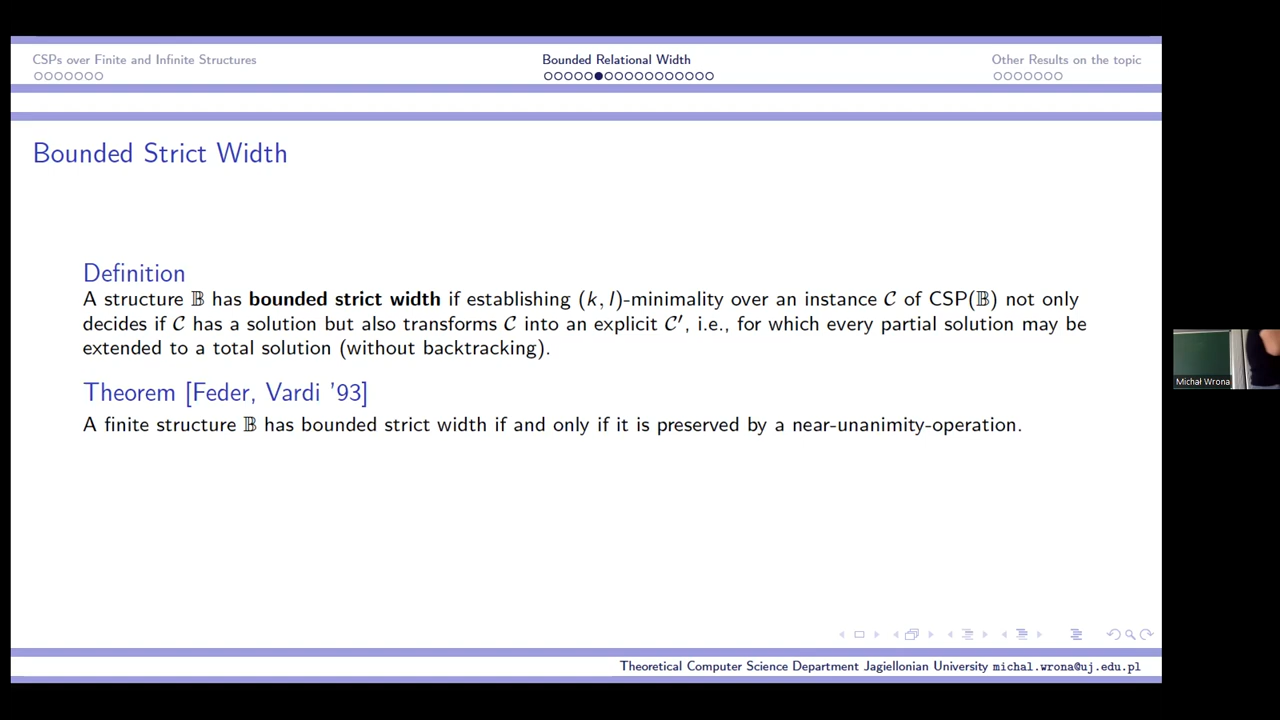 CSPs over Finite and Infinite Structures
Bounded Relational Width
Other Results on the topic
Bounded Strict Width
Definition
A structure 𝔹 has bounded strict width if establishing (k, l)-minimality over an instance 𝒞 of CSP(𝔹) not only
decides if 𝒞 has a solution but also transforms 𝒞 into an explicit 𝒞′, i.e., for which every partial solution may be
extended to a total solution (without backtracking).
Theorem [Feder, Vardi ’93]
A finite structure 𝔹 has bounded strict width if and only if it is preserved by a near-unanimity-operation.
Michał Wrona
Theoretical Computer Science Department Jagiellonian University michal.wrona@uj.edu.pl